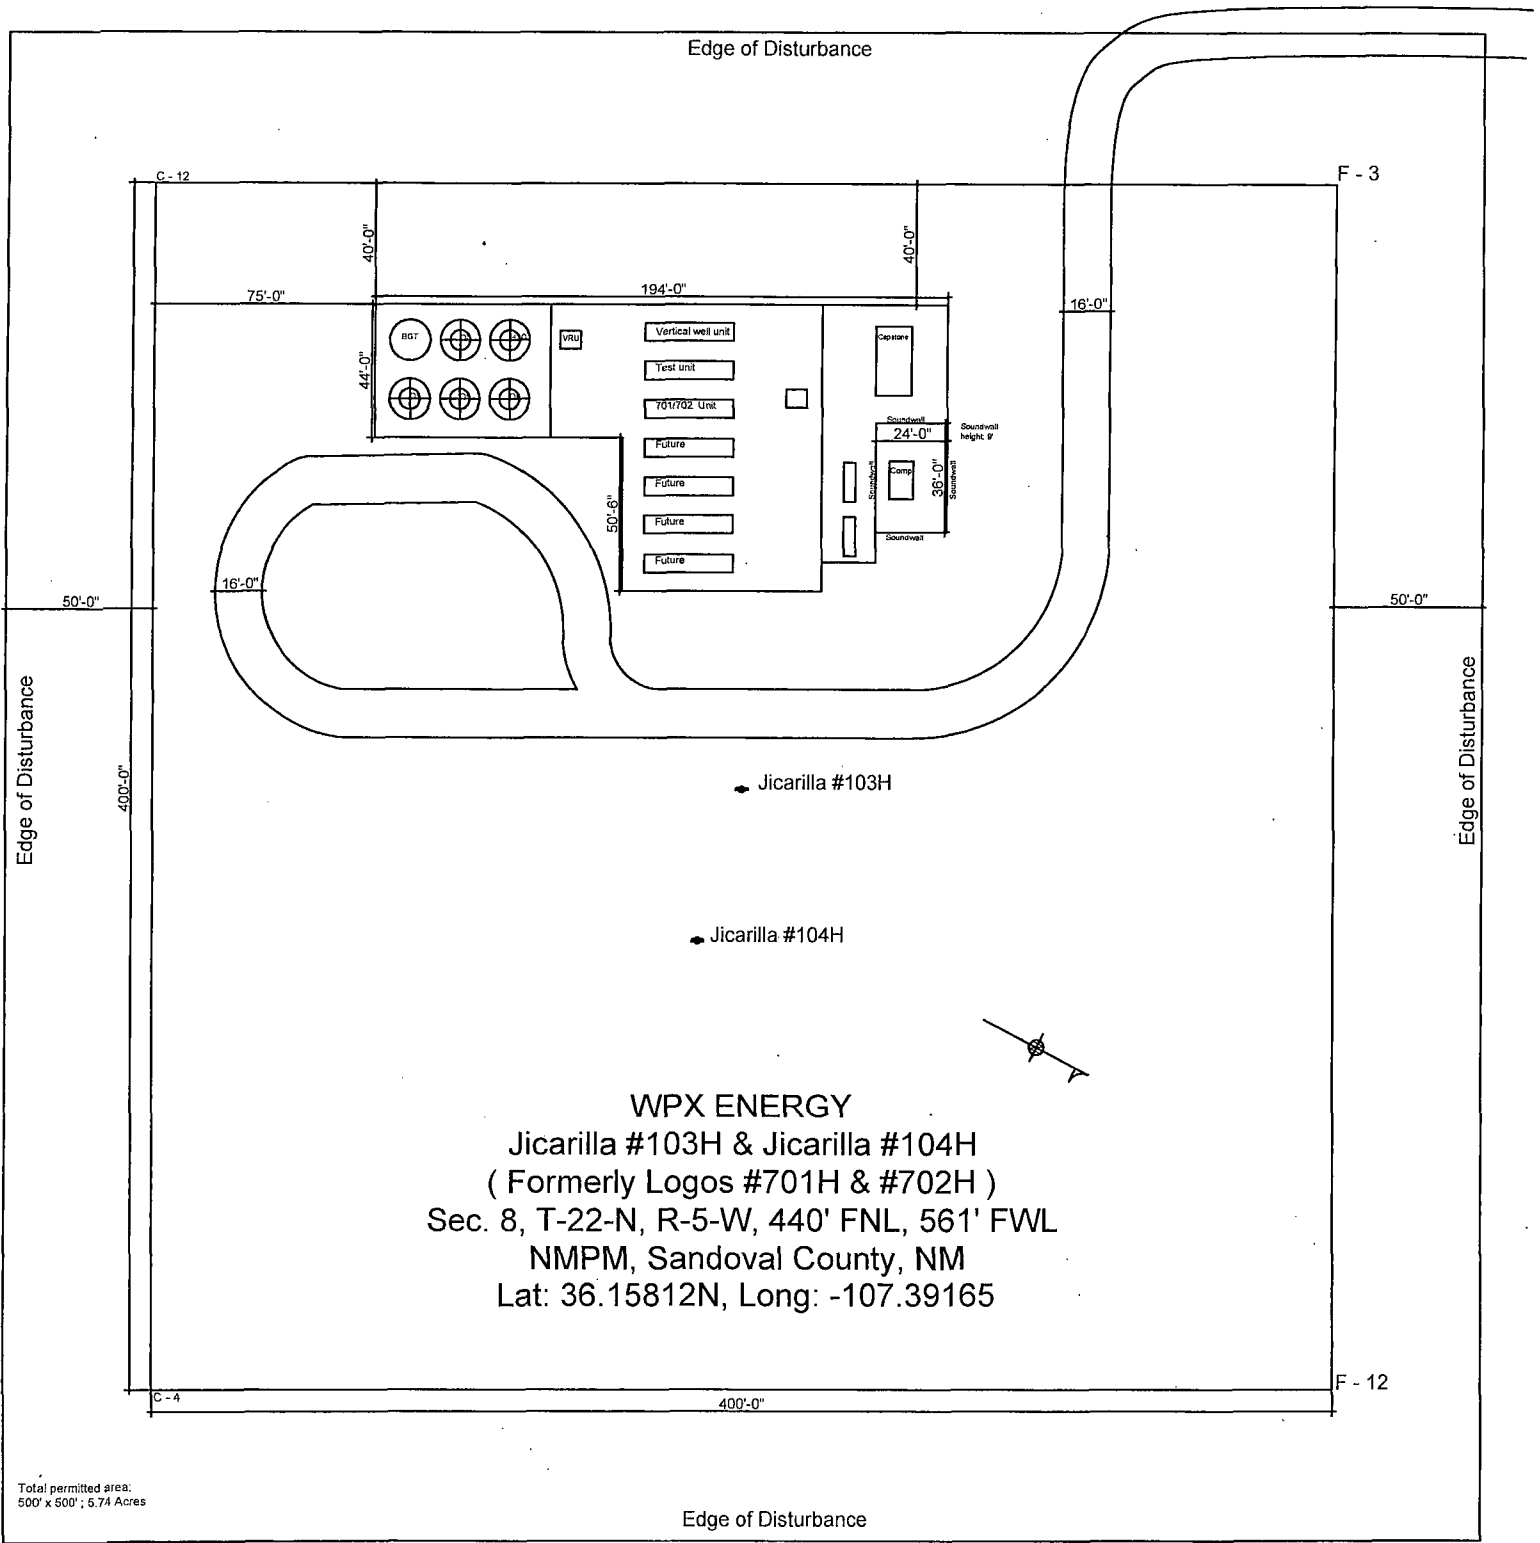 Edge of Disturbance
C - 12
F - 3
40'-0"
40'-0"
75'-0"
194'-0"
16'-0"
44'-0"
BGT
VRU
Vertical well unit
Test unit
701/702 Unit
Future
Future
Future
Future
Capstone
Soundwall
24'-0"
Soundwall
height: 9'
Comp
36'-0"
Soundwall
Soundwall
Soundwall
50'-6"
16'-0"
50'-0"
50'-0"
Edge of Disturbance
Edge of Disturbance
400'-0"
Jicarilla #103H
Jicarilla #104H
WPX ENERGY
Jicarilla #103H & Jicarilla #104H
( Formerly Logos #701H & #702H )
Sec. 8, T-22-N, R-5-W, 440' FNL, 561' FWL
NMPM, Sandoval County, NM
Lat: 36.15812N, Long: -107.39165
C - 4
F - 12
400'-0"
Total permitted area:
500' x 500' ; 5.74 Acres
Edge of Disturbance